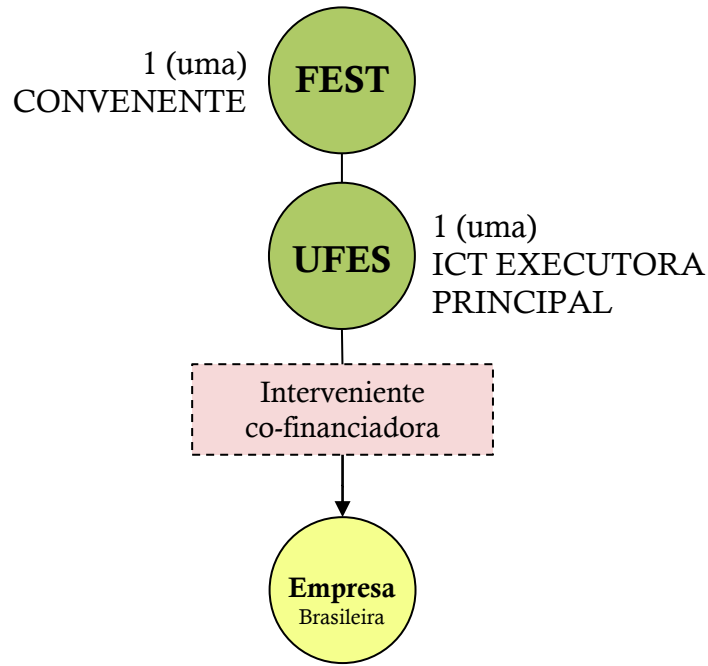 1 (uma)
CONVENENTE
FEST
UFES
1 (uma)
ICT EXECUTORA
PRINCIPAL
Interveniente
co-financiadora
Empresa
Brasileira